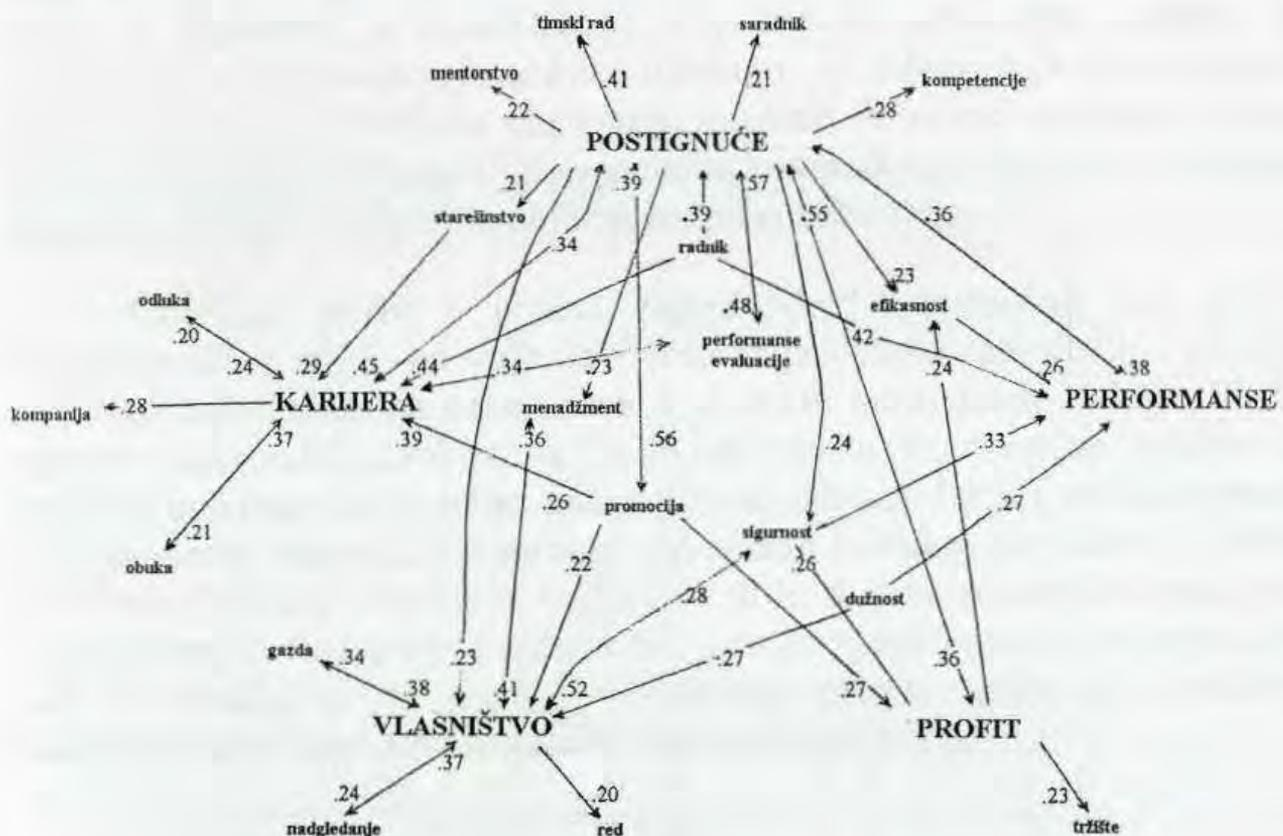 timski rad
saradnik
mentorstvo
.41
.21
kompetencije
.22
.28
POSTIGNUĆE
.21
.39
.57
starešinstvo
.39
.55
.36
.34
radnik
odluka
.23
efikasnost
.20
.48
performanse
evaluacije
.42
.24
.29
.45
.44
.34
.23
.24
.26
.38
KARIJERA
PERFORMANSE
kompanija
.28
menadžment
.37
.39
.36
.56
.24
.33
.26
promocija
.27
.21
sigurnost
obuka
.22
.26
.28
dužnost
gazda
.34
.23
-.27
.36
.38
.41
.52
.27
VLASNIŠTVO
PROFIT
.37
.24
.20
.23
nadgledanje
red
tržište